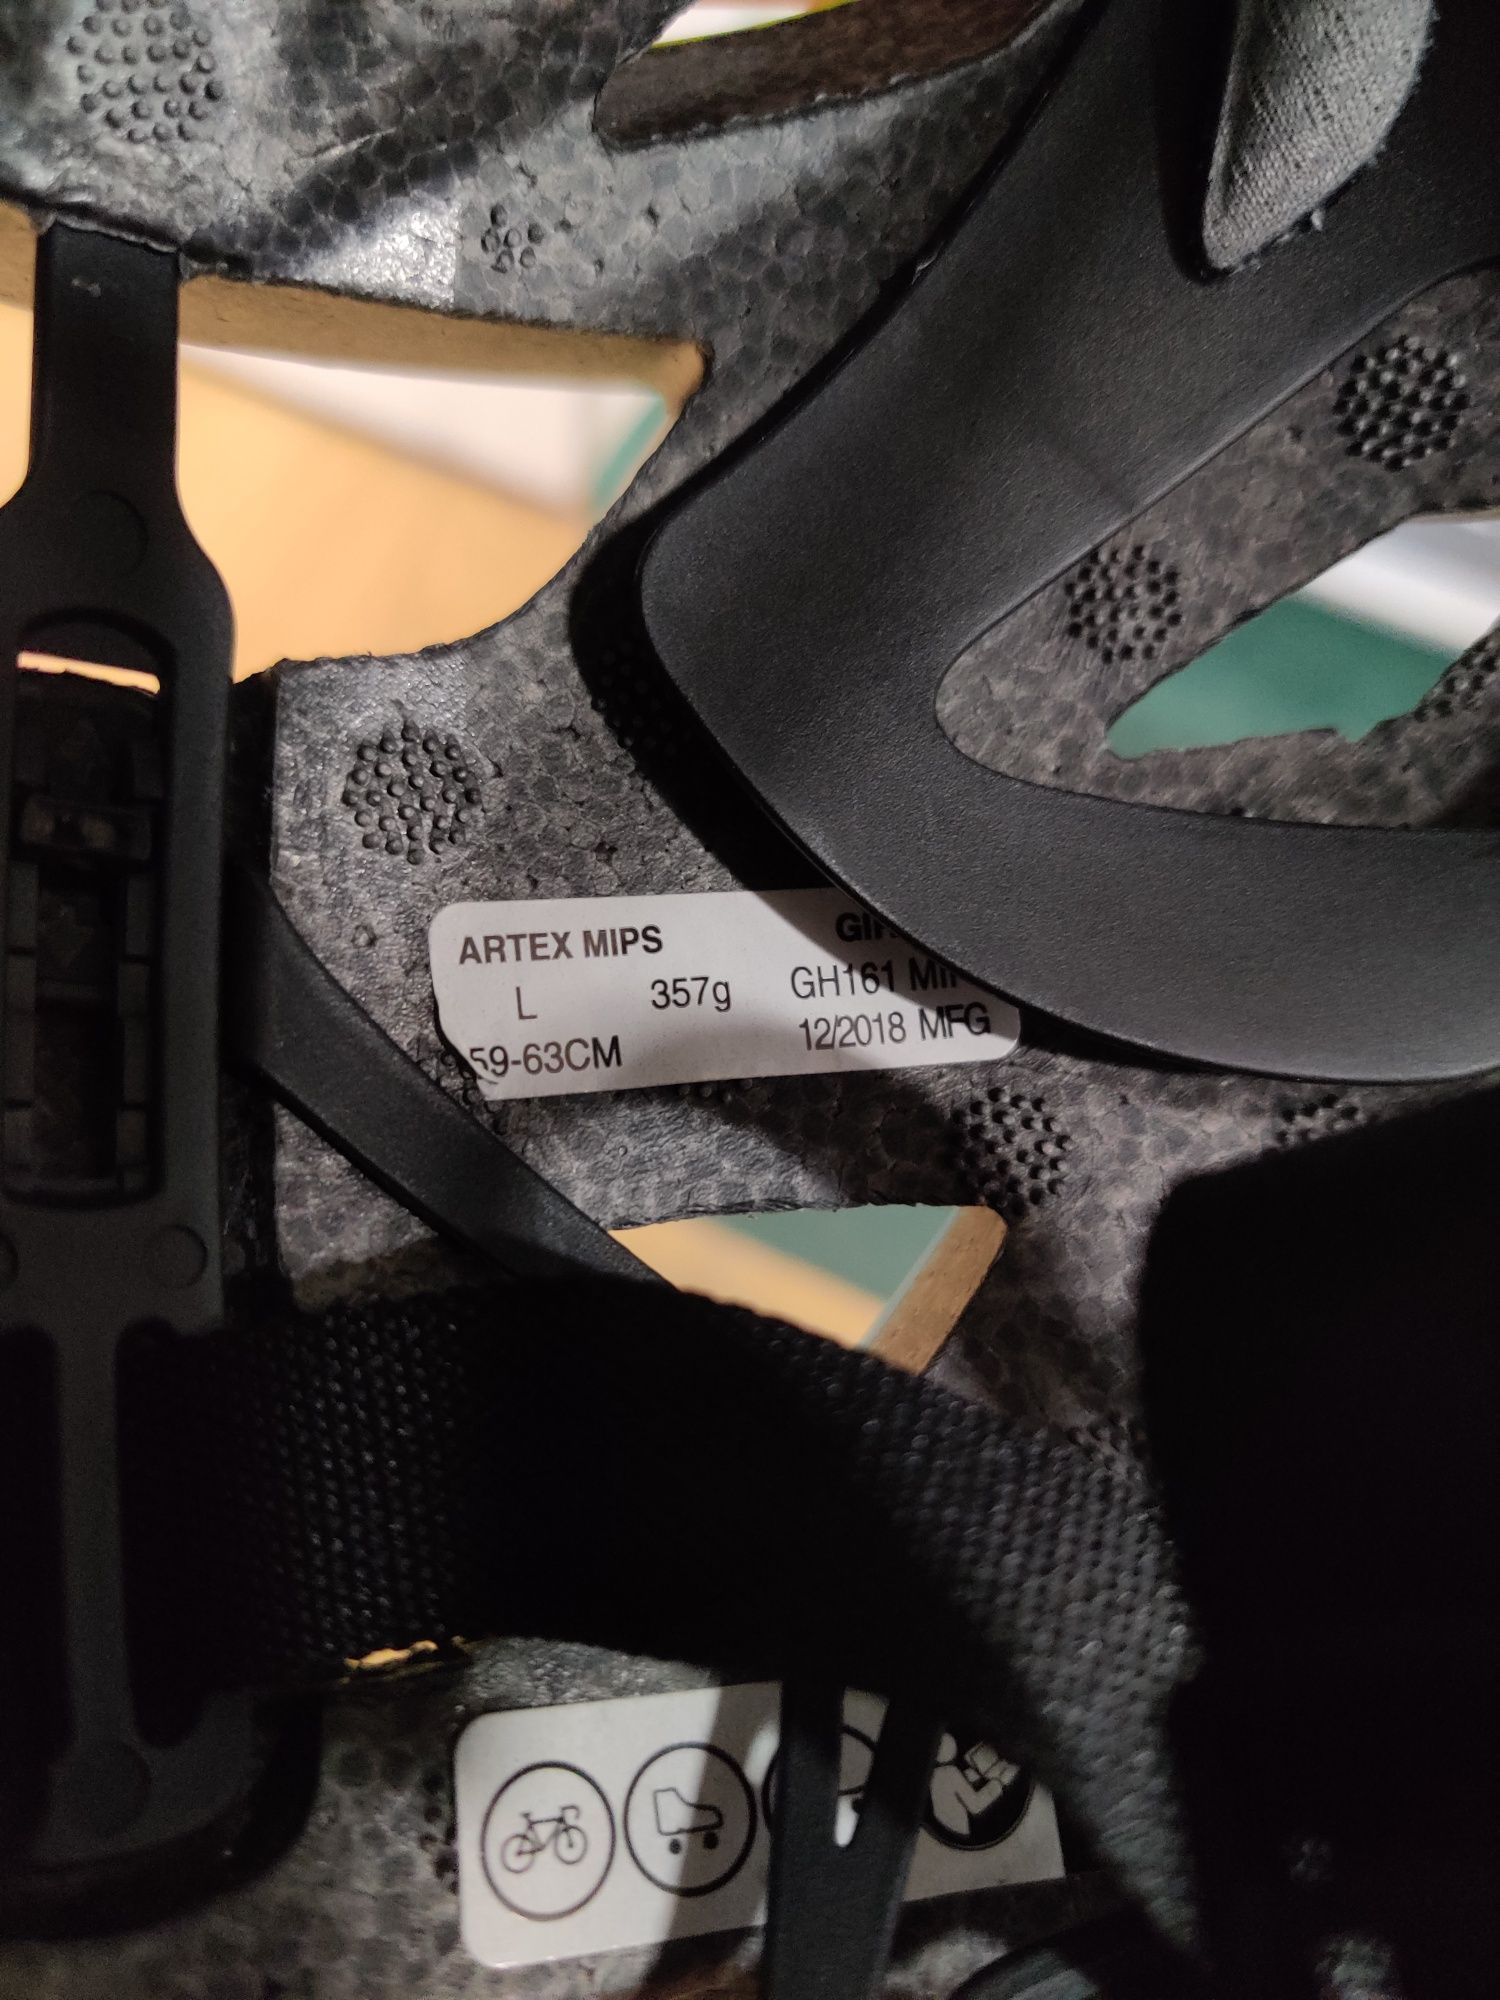 ARTEX MIPS
L 357g GH161
59-63CM 12/2018 MFG